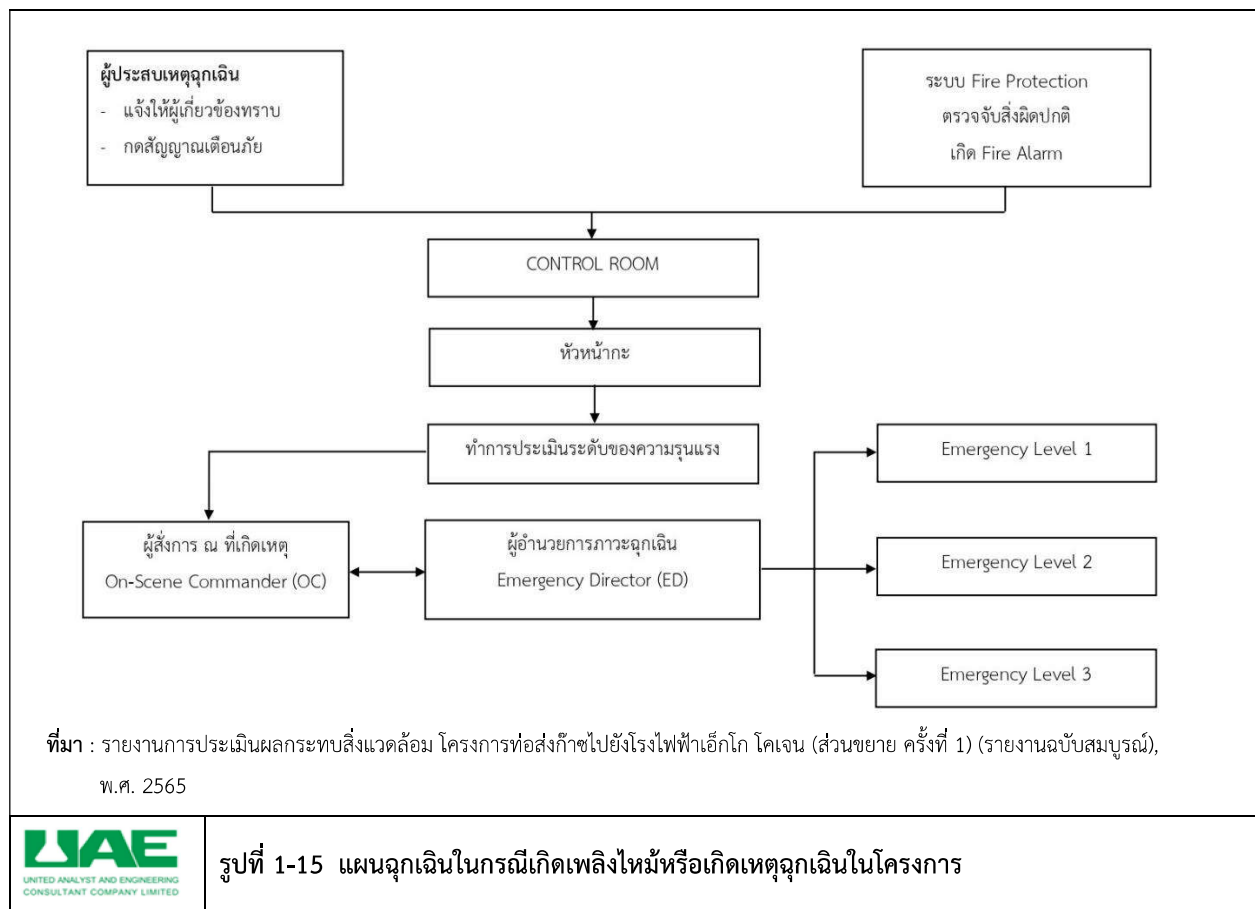 ผู้ประสบเหตุฉุกเฉิน
- แจ้งให้ผู้เกี่ยวข้องทราบ
- กดสัญญาณเตือนภัย
ระบบ Fire Protection
ตรวจจับสิ่งผิดปกติ
เกิด Fire Alarm
CONTROL ROOM
หัวหน้ากะ
ทำการประเมินระดับของความรุนแรง
ผู้สั่งการ ณ ที่เกิดเหตุ
On-Scene Commander (OC)
ผู้อำนวยการภาวะฉุกเฉิน
Emergency Director (ED)
Emergency Level 1
Emergency Level 2
Emergency Level 3
ที่มา : รายงานการประเมินผลกระทบสิ่งแวดล้อม โครงการท่อส่งก๊าซไปยังโรงไฟฟ้าเอ็กโก โคเจน (ส่วนขยาย ครั้งที่ 1) (รายงานฉบับสมบูรณ์),
พ.ศ. 2565
UAE
UNITED ANALYST AND ENGINEERING
CONSULTANT COMPANY LIMITED
รูปที่ 1-15 แผนฉุกเฉินในกรณีเกิดเพลิงไหม้หรือเกิดเหตุฉุกเฉินในโครงการ